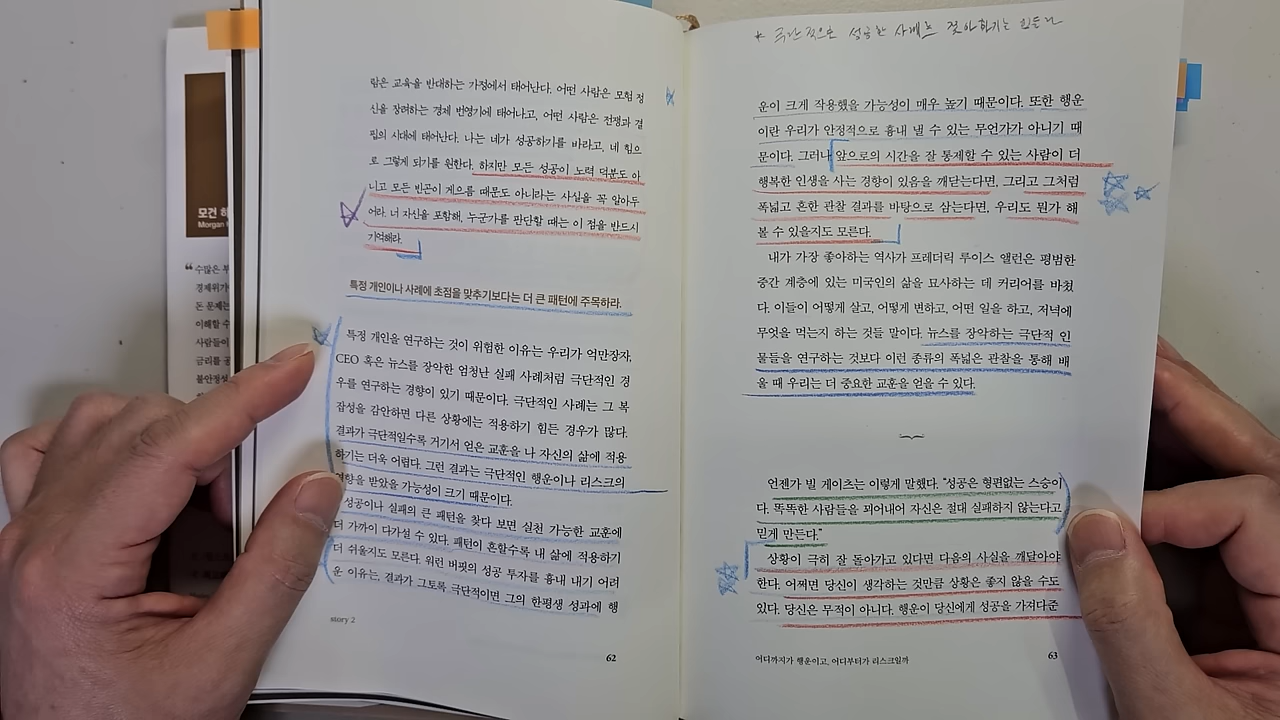 모건 하
Morgan
“수많은 부
경제위기
돈 문제는
이해할 수
사람들이
금리를 공
불안정성
람은 교육을 반대하는 가정에서 태어난다. 어떤 사람은 모험 정
신을 장려하는 경제 번영기에 태어나고, 어떤 사람은 전쟁과 결
핍의 시대에 태어난다. 나는 네가 성공하기를 바라고, 네 힘으
로 그렇게 되기를 원한다. 하지만 모든 성공이 노력 덕분도 아
니고 모든 빈곤이 게으름 때문도 아니라는 사실을 꼭 알아두
어라. 너 자신을 포함해, 누군가를 판단할 때는 이 점을 반드시
기억해라.
특정 개인이나 사례에 초점을 맞추기보다는 더 큰 패턴에 주목하라.
특정 개인을 연구하는 것이 위험한 이유는 우리가 억만장자,
CEO 혹은 뉴스를 장악한 엄청난 실패 사례처럼 극단적인 경
우를 연구하는 경향이 있기 때문이다. 극단적인 사례는 그 복
잡성을 감안하면 다른 상황에는 적용하기 힘든 경우가 많다.
결과가 극단적일수록 거기서 얻은 교훈을 나 자신의 삶에 적용
하기는 더욱 어렵다. 그런 결과는 극단적인 행운이나 리스크의
영향을 받았을 가능성이 크기 때문이다.
성공이나 실패의 큰 패턴을 찾다 보면 실천 가능한 교훈에
더 가까이 다가설 수 있다. 패턴이 흔할수록 내 삶에 적용하기
더 쉬울지도 모른다. 워런 버핏의 성공 투자를 흉내 내기 어려
운 이유는, 결과가 그토록 극단적이면 그의 한평생 성과에 행
story 2
62
* 극단적으로 성공한 사례는 쫓아하기는 힘든다
운이 크게 작용했을 가능성이 매우 높기 때문이다. 또한 행운
이란 우리가 안정적으로 흉내 낼 수 있는 무언가가 아니기 때
문이다. 그러나 앞으로의 시간을 잘 통제할 수 있는 사람이 더
행복한 인생을 사는 경향이 있음을 깨닫는다면, 그리고 그처럼
폭넓고 흔한 관찰 결과를 바탕으로 삼는다면, 우리도 뭔가 해
볼 수 있을지도 모른다.
내가 가장 좋아하는 역사가 프레더릭 루이스 앨런은 평범한
중간 계층에 있는 미국인의 삶을 묘사하는 데 커리어를 바쳤
다. 이들이 어떻게 살고, 어떻게 변하고, 어떤 일을 하고, 저녁에
무엇을 먹는지 하는 것들 말이다. 뉴스를 장악하는 극단적 인
물들을 연구하는 것보다 이런 종류의 폭넓은 관찰을 통해 배
울 때 우리는 더 중요한 교훈을 얻을 수 있다.
언젠가 빌 게이츠는 이렇게 말했다. “성공은 형편없는 스승이
다. 똑똑한 사람들을 꾀어내어 자신은 절대 실패하지 않는다고
믿게 만든다.”
상황이 극히 잘 돌아가고 있다면 다음의 사실을 깨달아야
한다. 어쩌면 당신이 생각하는 것만큼 상황은 좋지 않을 수도
있다. 당신은 무적이 아니다. 행운이 당신에게 성공을 가져다준
어디까지가 행운이고, 어디부터가 리스크일까
63